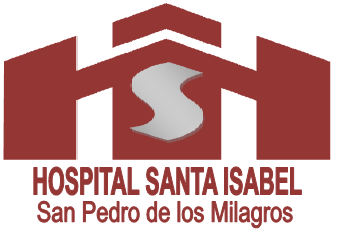 S
HOSPITAL SANTA ISABEL
San Pedro de los Milagros